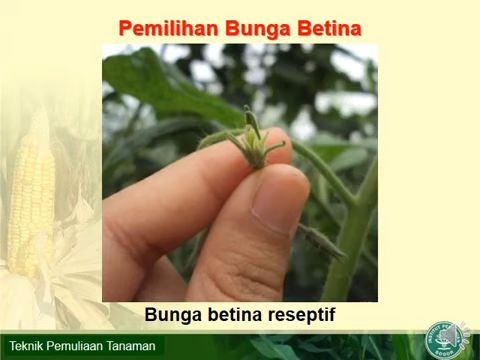 Pemilihan Bunga Betina
Bunga betina reseptif
Teknik Pemuliaan Tanaman